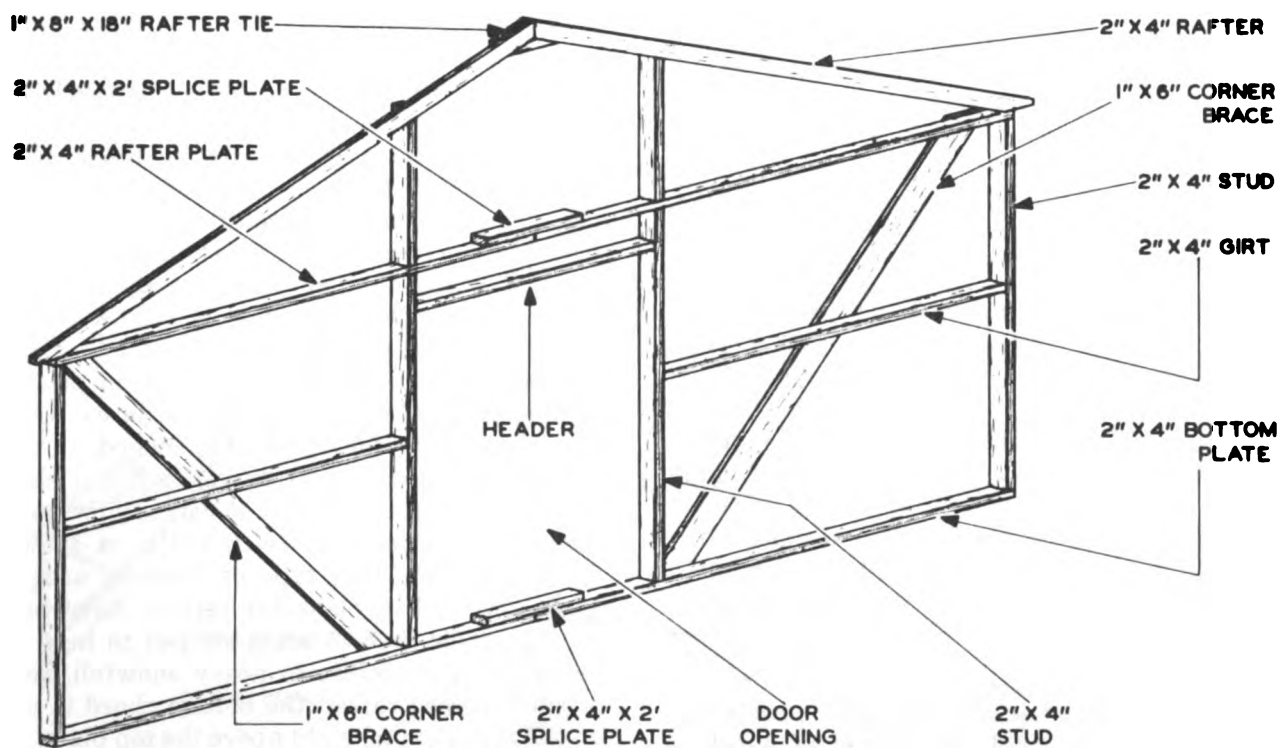 1" X 8" X 18" RAFTER TIE
2" X 4" X 2' SPLICE PLATE
2" X 4" RAFTER PLATE
2" X 4" RAFTER
1" X 6" CORNER
BRACE
2" X 4" STUD
2" X 4" GIRT
HEADER
2" X 4" BOTTOM
PLATE
1" X 6" CORNER
BRACE
2" X 4" X 2'
SPLICE PLATE
DOOR
OPENING
2" X 4"
STUD